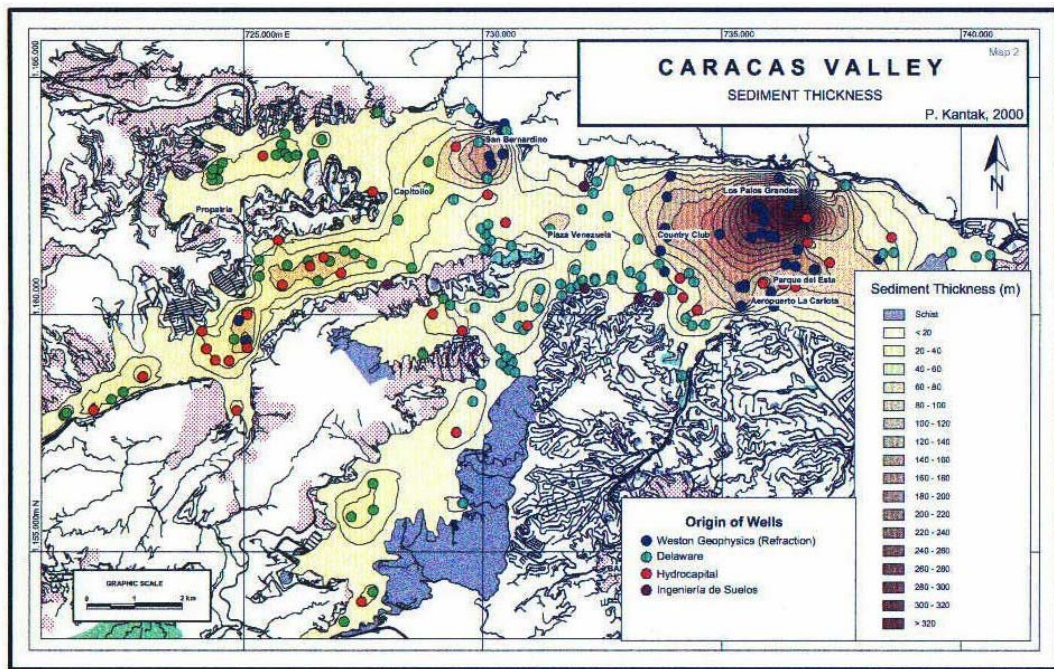 725.000m E
730.000
735.000
740.000
1.165.000
Map 2
CARACAS VALLEY
SEDIMENT THICKNESS
P. Kantak, 2000
N
San Bernardino
Capitolio
Los Palos Grandes
Propatria
Plaza Venezuela
Country Club
Parque del Este
Aeropuerto La Carlota
1.160.000
1.155.000m N
Sediment Thickness (m)
Schist
< 20
20 - 40
40 - 60
60 - 80
80 - 100
100 - 120
120 - 140
140 - 160
160 - 180
180 - 200
200 - 220
220 - 240
240 - 260
260 - 280
280 - 300
300 - 320
> 320
Origin of Wells
Weston Geophysics (Refraction)
Delaware
Hydrocapital
Ingeniería de Suelos
GRAPHIC SCALE
0 1 2 km